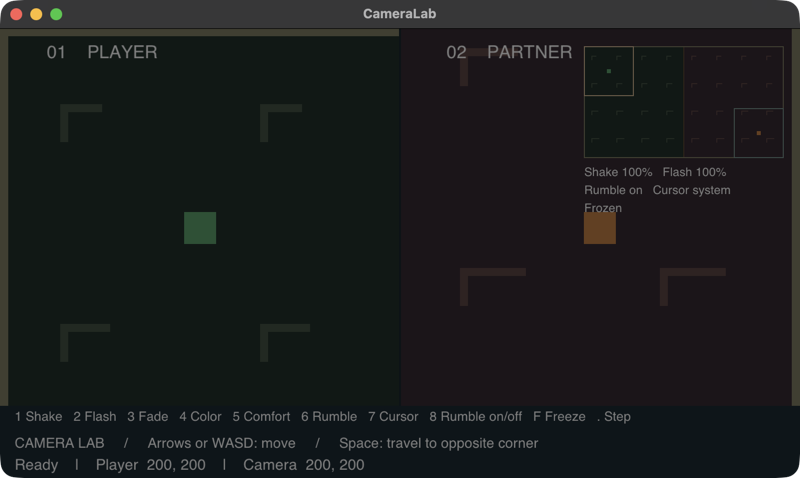 CameraLab
01 PLAYER
02 PARTNER
Shake 100% Flash 100%
Rumble on Cursor system
Frozen
1 Shake 2 Flash 3 Fade 4 Color 5 Comfort 6 Rumble 7 Cursor 8 Rumble on/off F Freeze . Step
CAMERA LAB / Arrows or WASD: move / Space: travel to opposite corner
Ready | Player 200, 200 | Camera 200, 200